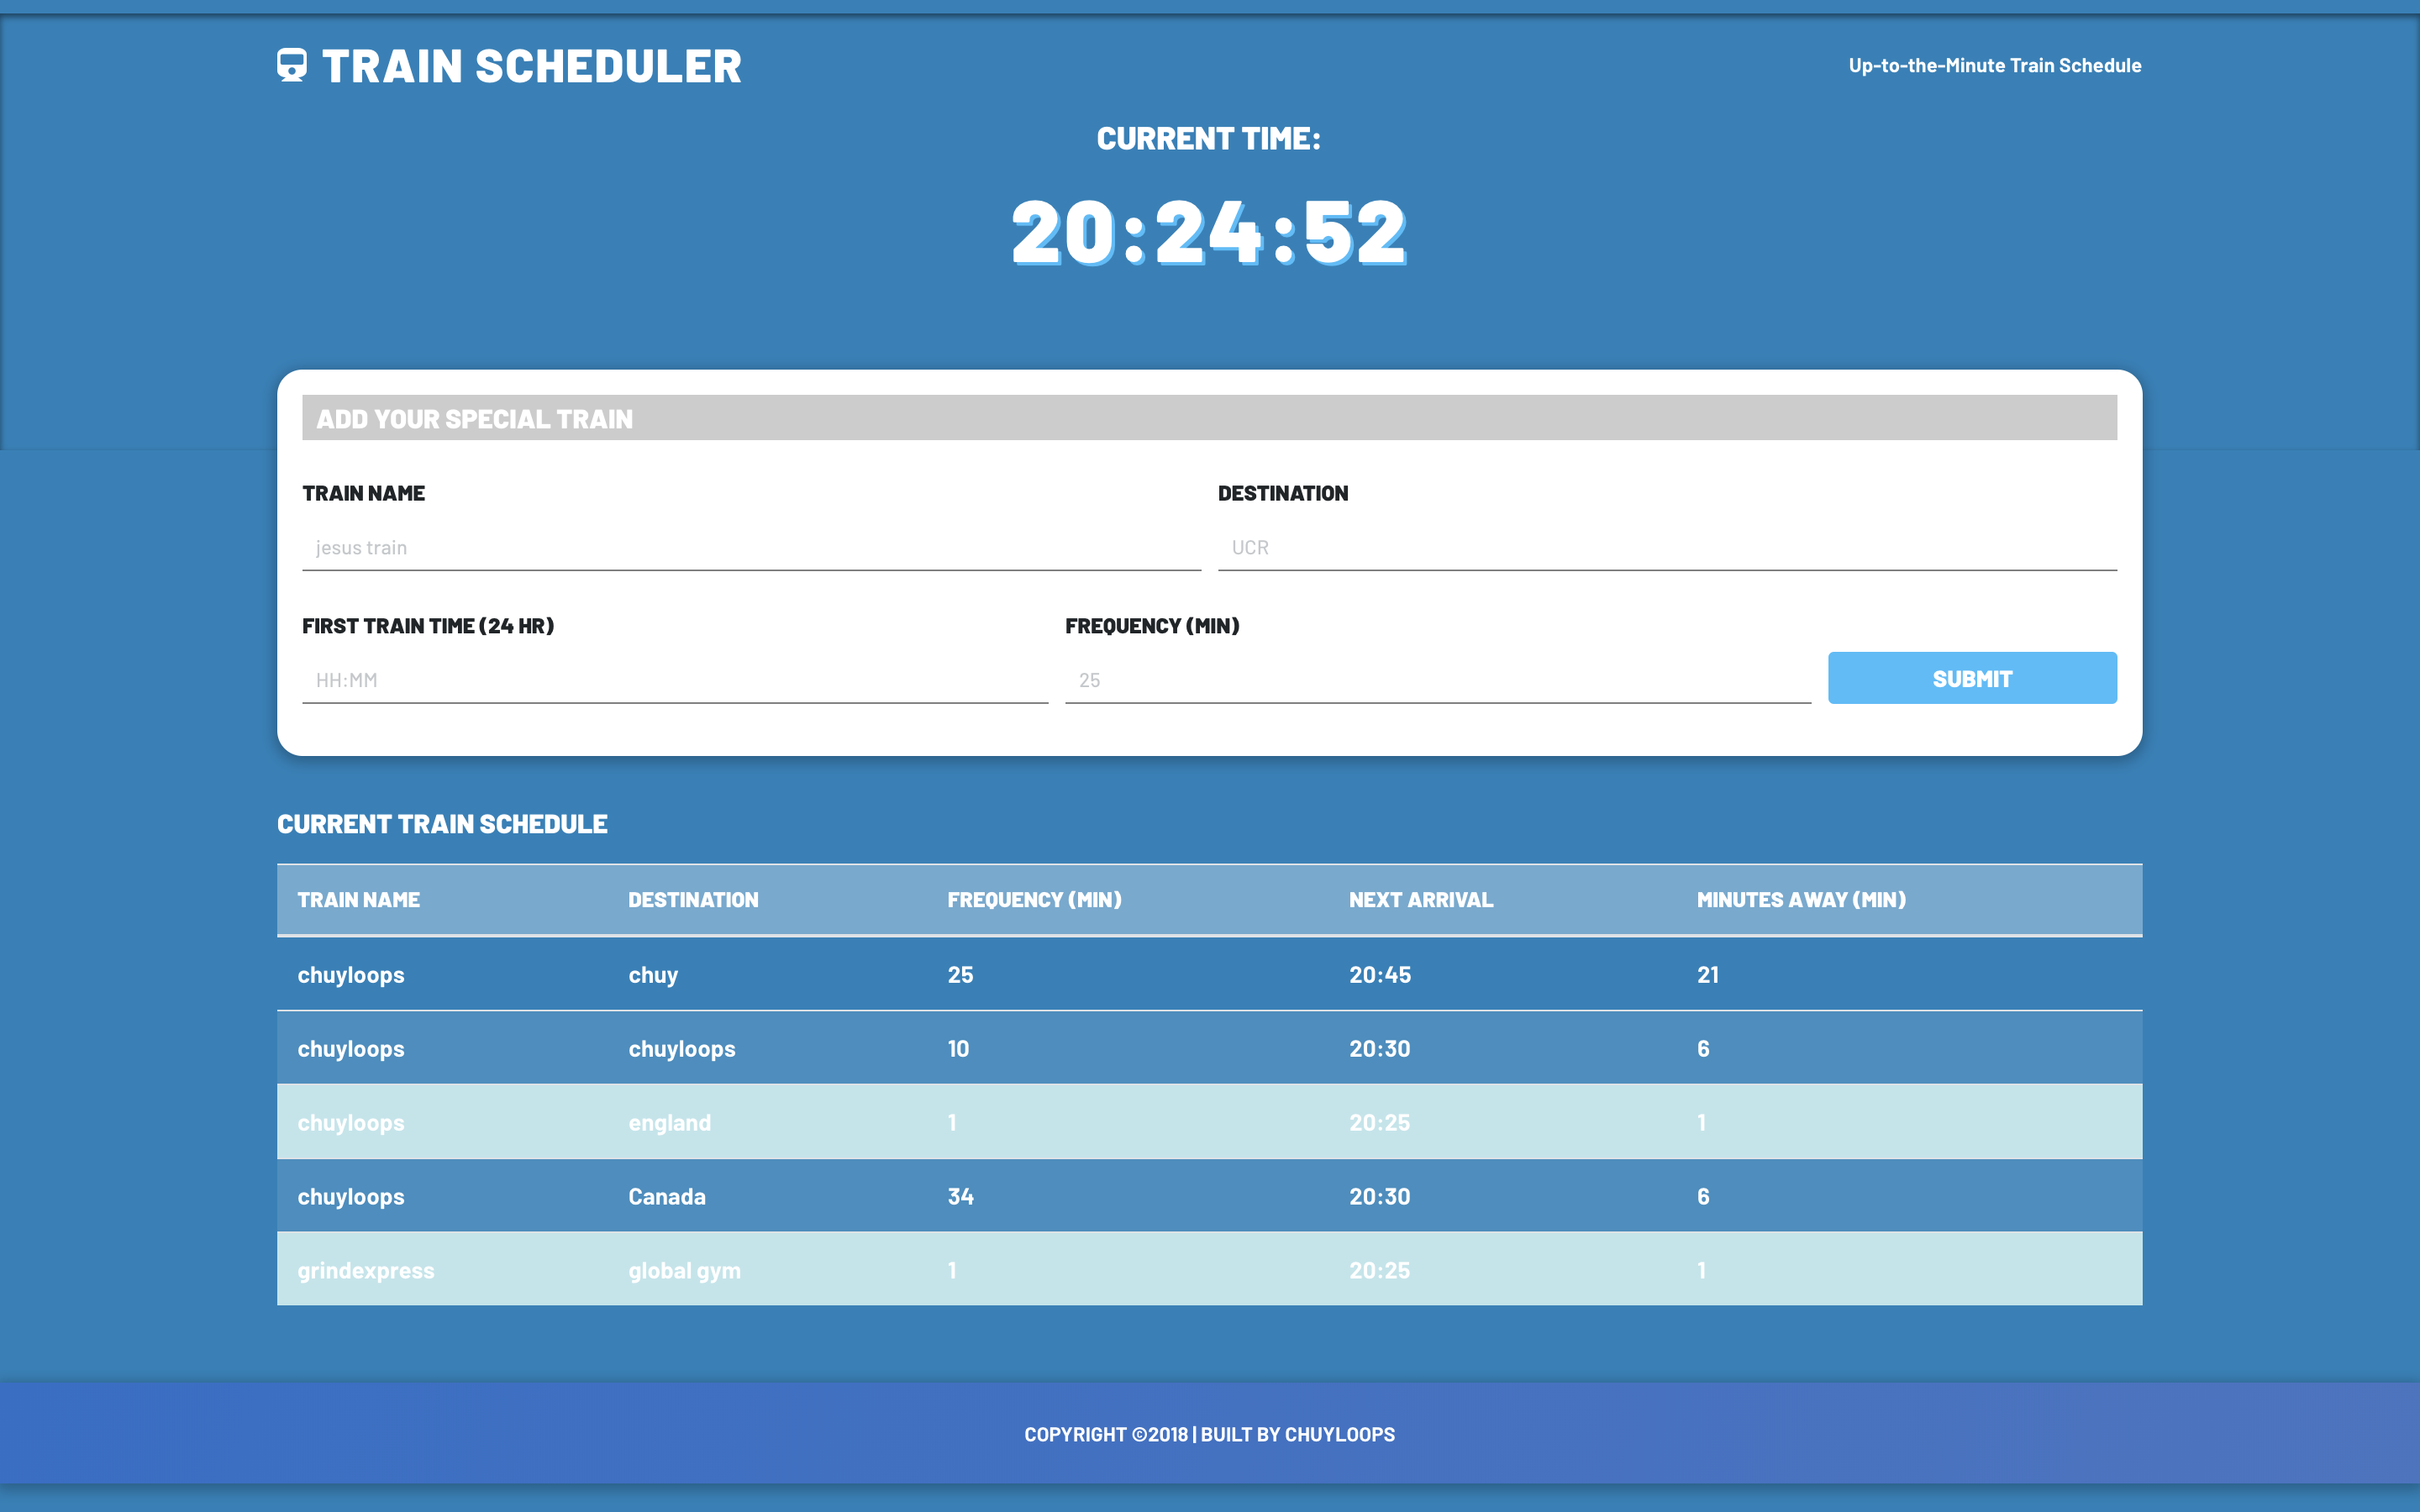 TRAIN SCHEDULER
Up-to-the-Minute Train Schedule
CURRENT TIME:
20:24:52
ADD YOUR SPECIAL TRAIN
TRAIN NAME DESTINATION
jesus train UCR
FIRST TRAIN TIME (24 HR) FREQUENCY (MIN)
HH:MM 25 SUBMIT
CURRENT TRAIN SCHEDULE
TRAIN NAME DESTINATION FREQUENCY (MIN) NEXT ARRIVAL MINUTES AWAY (MIN)
chuyloops chuy 25 20:45 21
chuyloops chuyloops 10 20:30 6
chuyloops england 1 20:25 1
chuyloops Canada 34 20:30 6
grindexpress global gym 1 20:25 1
COPYRIGHT ©2018 | BUILT BY CHUYLOOPS